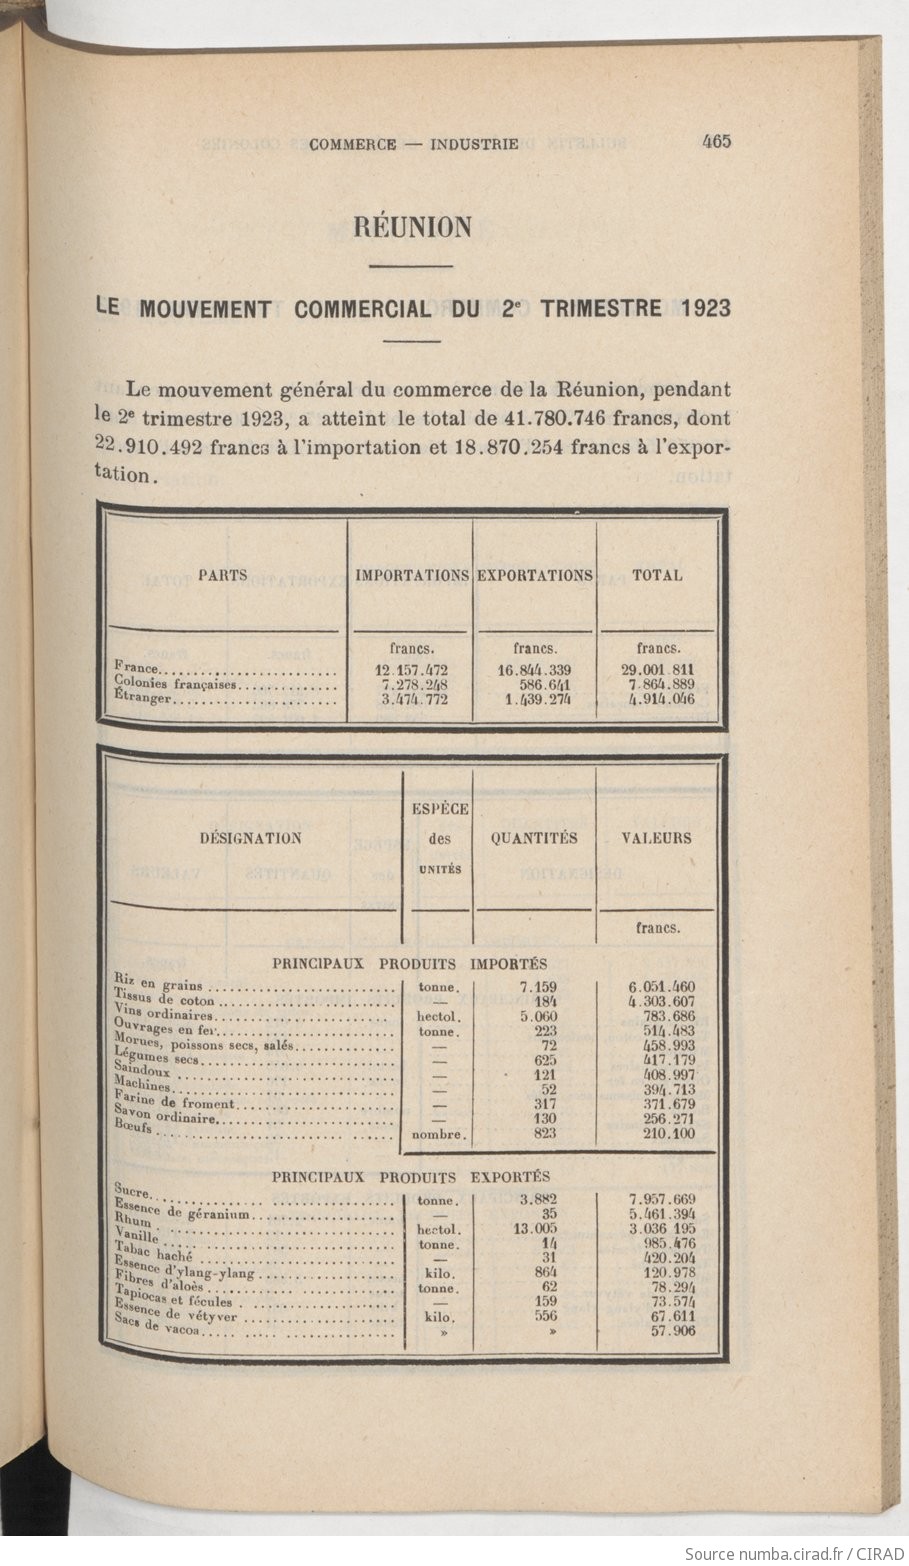 COMMERCE — INDUSTRIE 465
RÉUNION
LE MOUVEMENT COMMERCIAL DU 2e TRIMESTRE 1923
Le mouvement général du commerce de la Réunion, pendant
le 2e trimestre 1923, a atteint le total de 41.780.746 francs, dont
22.910.492 francs à l'importation et 18.870.254 francs à l'expor-
tation.
PARTS IMPORTATIONS EXPORTATIONS TOTAL
francs. francs. francs.
France 12.157.472 16.844.339 29.001 811
Colonies françaises 7.278.248 586.641 7.864.889
Étranger 3.474.772 1.439.274 4.914.046
ESPÈCE
DÉSIGNATION des QUANTITÉS VALEURS
UNITÉS
francs.
PRINCIPAUX PRODUITS IMPORTÉS
Riz en grains tonne. 7.159 6.051.460
Tissus de coton — 184 4.303.607
Vins ordinaires hectol. 5.060 783.686
Ouvrages en fer tonne. 223 514.483
Morues, poissons secs, salés — 72 458.993
Légumes secs — 625 417.179
Saindoux — 121 408.997
Machines — 52 394.713
Farine de froment — 317 371.679
Savon ordinaire — 130 256.271
Bœufs nombre. 823 210.100
PRINCIPAUX PRODUITS EXPORTÉS
Sucre tonne. 3.882 7.957.669
Essence de géranium — 35 5.461.394
Rhum hectol. 13.005 3.036 195
Vanille tonne. 14 985.476
Tabac haché — 31 420.204
Essence d'ylang-ylang kilo. 864 120.978
Fibres d'aloès tonne. 62 78.294
Tapiocas et fécules — 159 73.574
Essence de vétyver kilo. 556 67.611
Sacs de vacoa » » 57.906
Source numba.cirad.fr / CIRAD